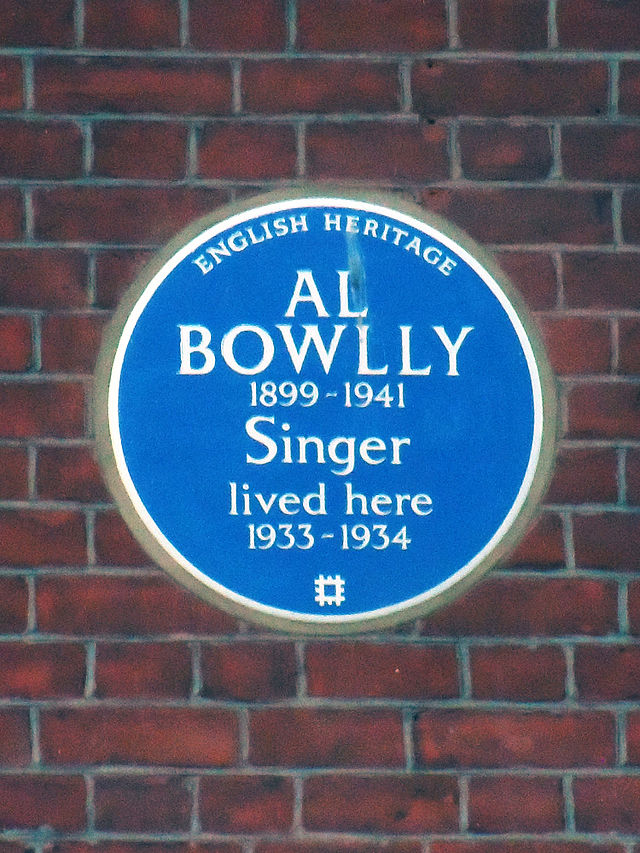 ENGLISH HERITAGE
AL
BOWLLY
1899-1941
Singer
lived here
1933-1934